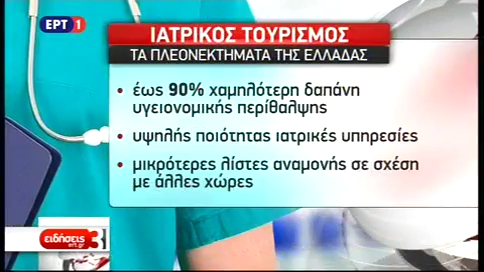 ΕΡΤ 1
ΙΑΤΡΙΚΟΣ ΤΟΥΡΙΣΜΟΣ
ΤΑ ΠΛΕΟΝΕΚΤΗΜΑΤΑ ΤΗΣ ΕΛΛΑΔΑΣ
• έως 90% χαμηλότερη δαπάνη
υγειονομικής περίθαλψης
• υψηλής ποιότητας ιατρικές υπηρεσίες
• μικρότερες λίστες αναμονής σε σχέση
με άλλες χώρες
ειδήσεις
ert.gr
3